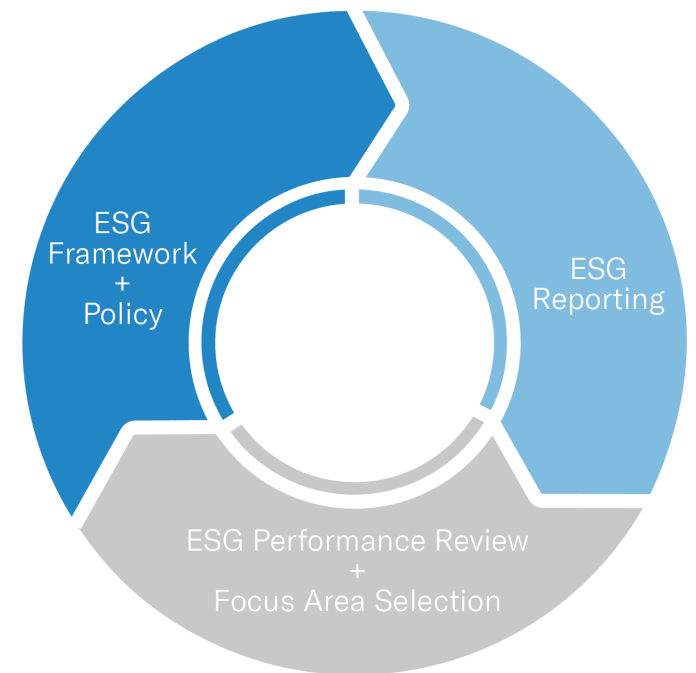 ESG
Framework
+
Policy
ESG
Reporting
ESG Performance Review
+
Focus Area Selection